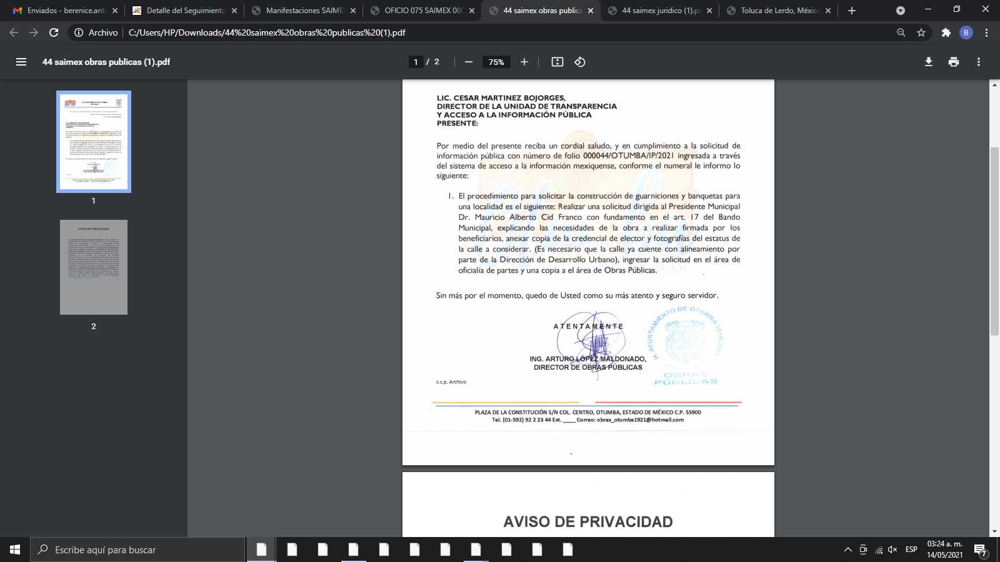 Enviados - berenice.ant
Detalle del Seguimiento
Manifestaciones SAIME
OFICIO 075 SAIMEX 000
44 saimex obras publica
44 saimex juridico (1).p
Toluca de Lerdo, México
Archivo
C:/Users/HP/Downloads/44%20saimex%20obras%20publicas%20(1).pdf
B
44 saimex obras publicas (1).pdf
1 / 2
75%
1
AVISO DE PRIVACIDAD
2
LIC. CESAR MARTINEZ BOJORGES,
DIRECTOR DE LA UNIDAD DE TRANSPARENCIA
Y ACCESO A LA INFORMACIÓN PÚBLICA
PRESENTE:
Por medio del presente reciba un cordial saludo, y en cumplimiento a la solicitud de
información pública con número de folio 000044/OTUMBA/IP/2021 ingresada a través
del sistema de acceso a la información mexiquense, conforme el numeral le informo lo
siguiente:
1. El procedimiento para solicitar la construcción de guarniciones y banquetas para
una localidad es el siguiente: Realizar una solicitud dirigida al Presidente Municipal
Dr. Mauricio Alberto Cid Franco con fundamento en el art. 17 del Bando
Municipal, explicando las necesidades de la obra a realizar firmada por los
beneficiarios, anexar copia de la credencial de elector y fotografías del estatus de
la calle a considerar. (Es necesario que la calle ya cuente con alineamiento por
parte de la Dirección de Desarrollo Urbano), ingresar la solicitud en el área de
oficialía de partes y una copia a el área de Obras Públicas.
Sin más por el momento, quedo de Usted como su más atento y seguro servidor.
A T E N T A M E N T E
ING. ARTURO LÓPEZ MALDONADO,
DIRECTOR DE OBRAS PÚBLICAS
H. AYUNTAMIENTO DE OTUMBA 2019-2021
OBRAS
PÚBLICAS
c.c.p. Archivo
PLAZA DE LA CONSTITUCIÓN S/N COL. CENTRO, OTUMBA, ESTADO DE MÉXICO C.P. 55900
Tel. (01-592) 92 2 23 44 Ext. ____ Correo: obras_otumba1921@hotmail.com
AVISO DE PRIVACIDAD
Escribe aquí para buscar
ESP
03:24 a. m.
14/05/2021
7